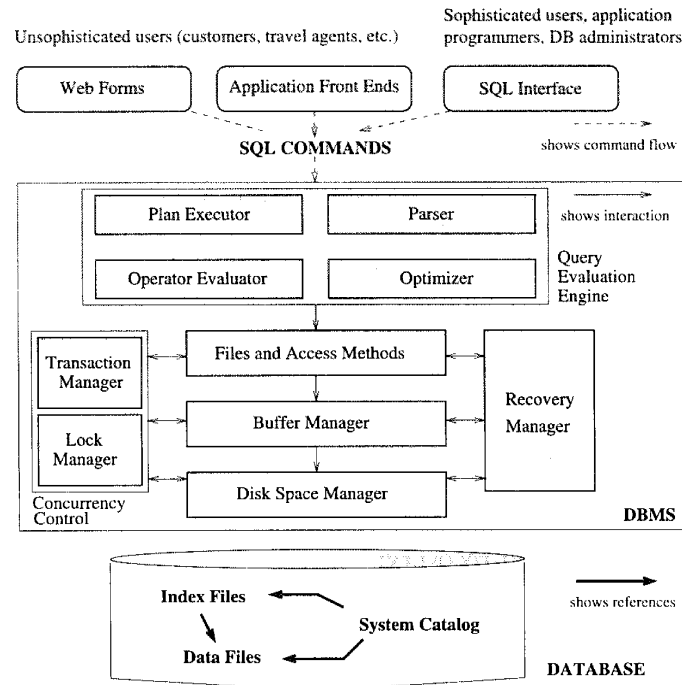 Sophisticated users, application
programmers, DB administrators
Unsophisticated users (customers, travel agents, etc.)
Web Forms
Application Front Ends
SQL Interface
SQL COMMANDS
shows command flow
shows interaction
Plan Executor
Parser
Operator Evaluator
Optimizer
Query
Evaluation
Engine
Transaction
Manager
Lock
Manager
Concurrency
Control
Files and Access Methods
Buffer Manager
Disk Space Manager
Recovery
Manager
DBMS
Index Files
System Catalog
Data Files
shows references
DATABASE